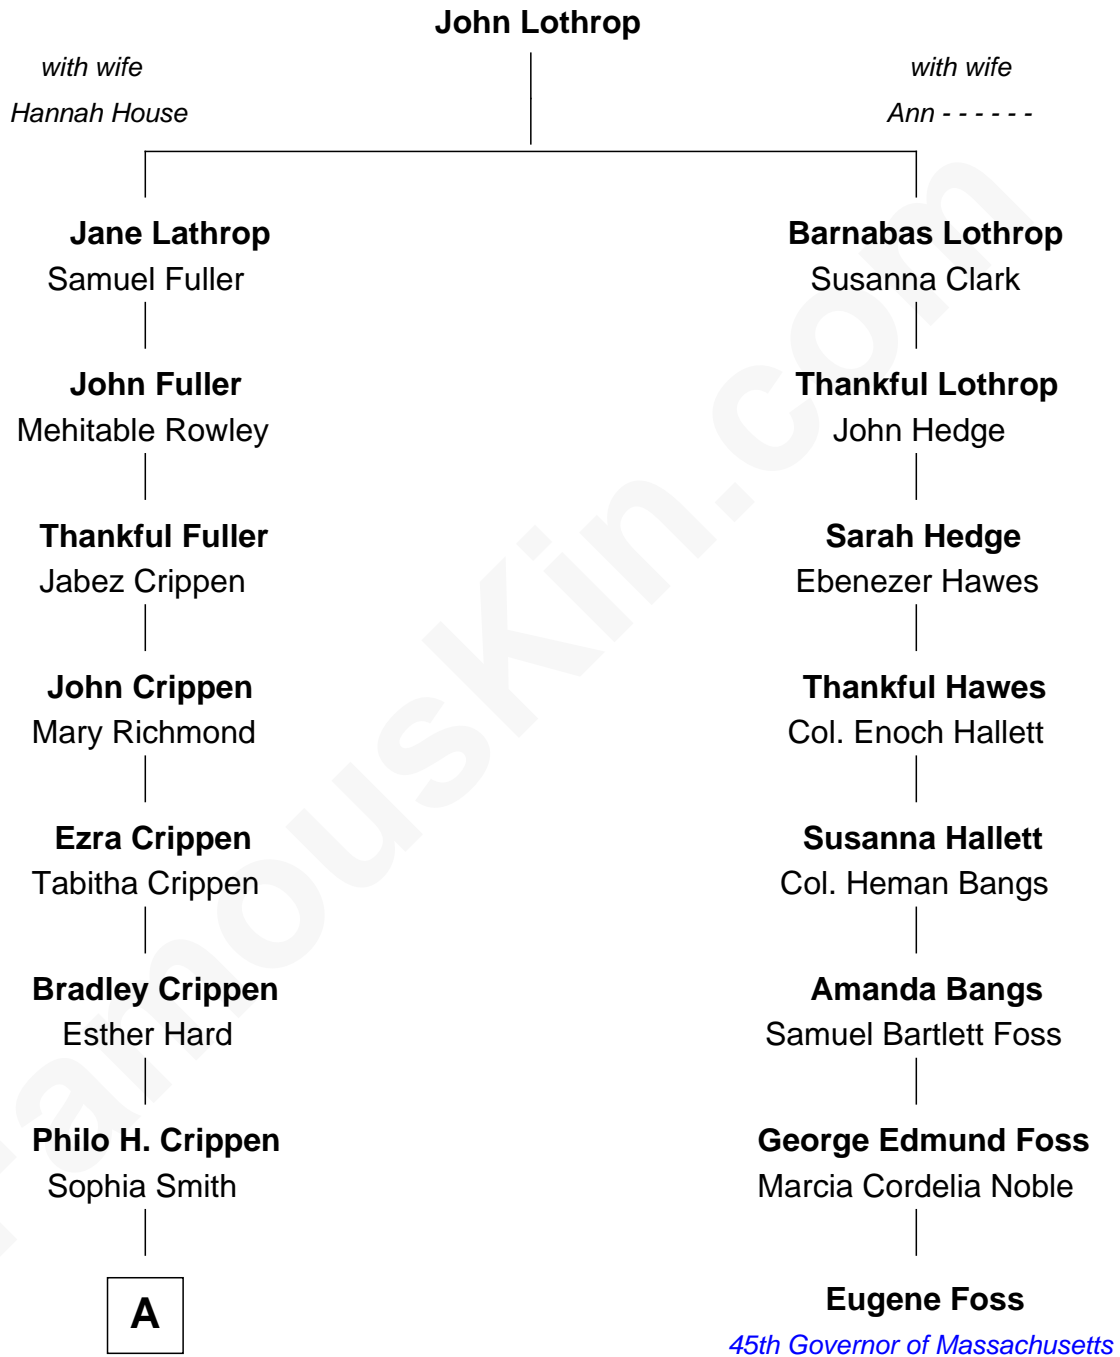 John Lothrop
with wife
Hannah House
with wife
Ann - - - - - -
Jane Lathrop
Samuel Fuller
Barnabas Lothrop
Susanna Clark
John Fuller
Mehitable Rowley
Thankful Lothrop
John Hedge
Thankful Fuller
Jabez Crippen
Sarah Hedge
Ebenezer Hawes
John Crippen
Mary Richmond
Thankful Hawes
Col. Enoch Hallett
Ezra Crippen
Tabitha Crippen
Susanna Hallett
Col. Heman Bangs
Bradley Crippen
Esther Hard
Amanda Bangs
Samuel Bartlett Foss
Philo H. Crippen
Sophia Smith
George Edmund Foss
Marcia Cordelia Noble
A
Eugene Foss
45th Governor of Massachusetts
FamousKin.com